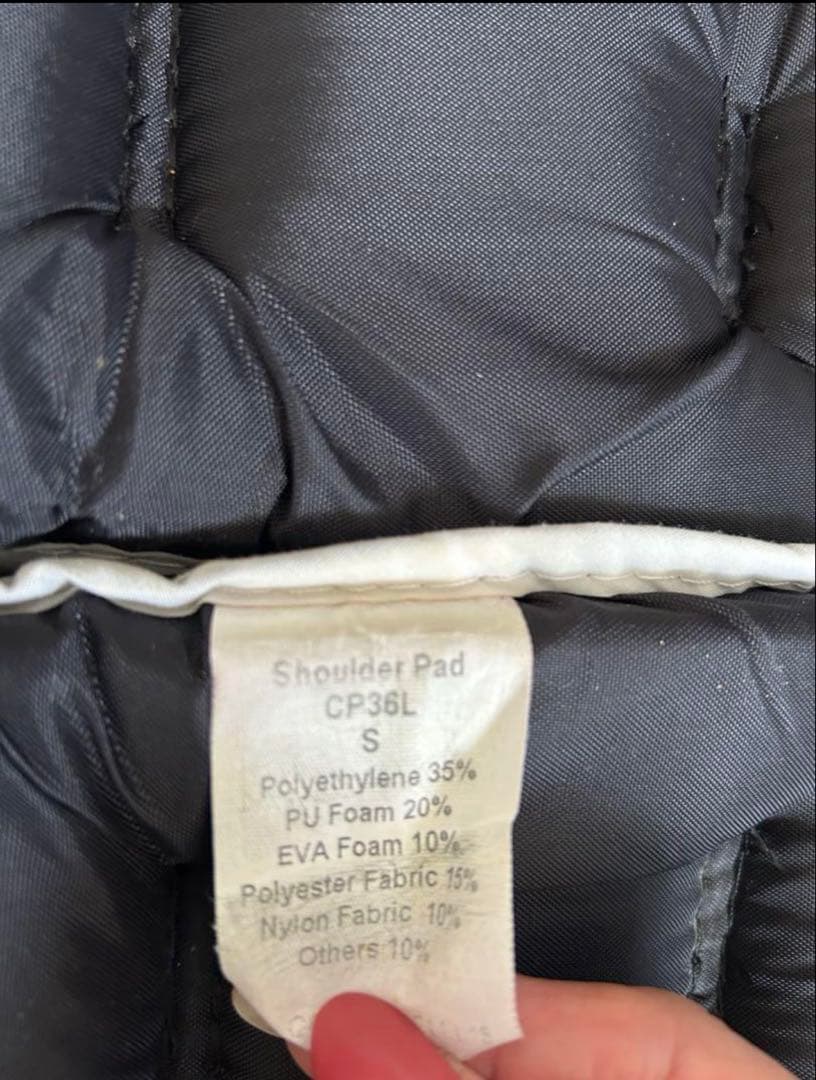 Shoulder Pad
CP36L
S
Polyethylene 35%
PU Foam 20%
EVA Foam 10%
Polyester Fabric 15%
Nylon Fabric 10%
Others 10%